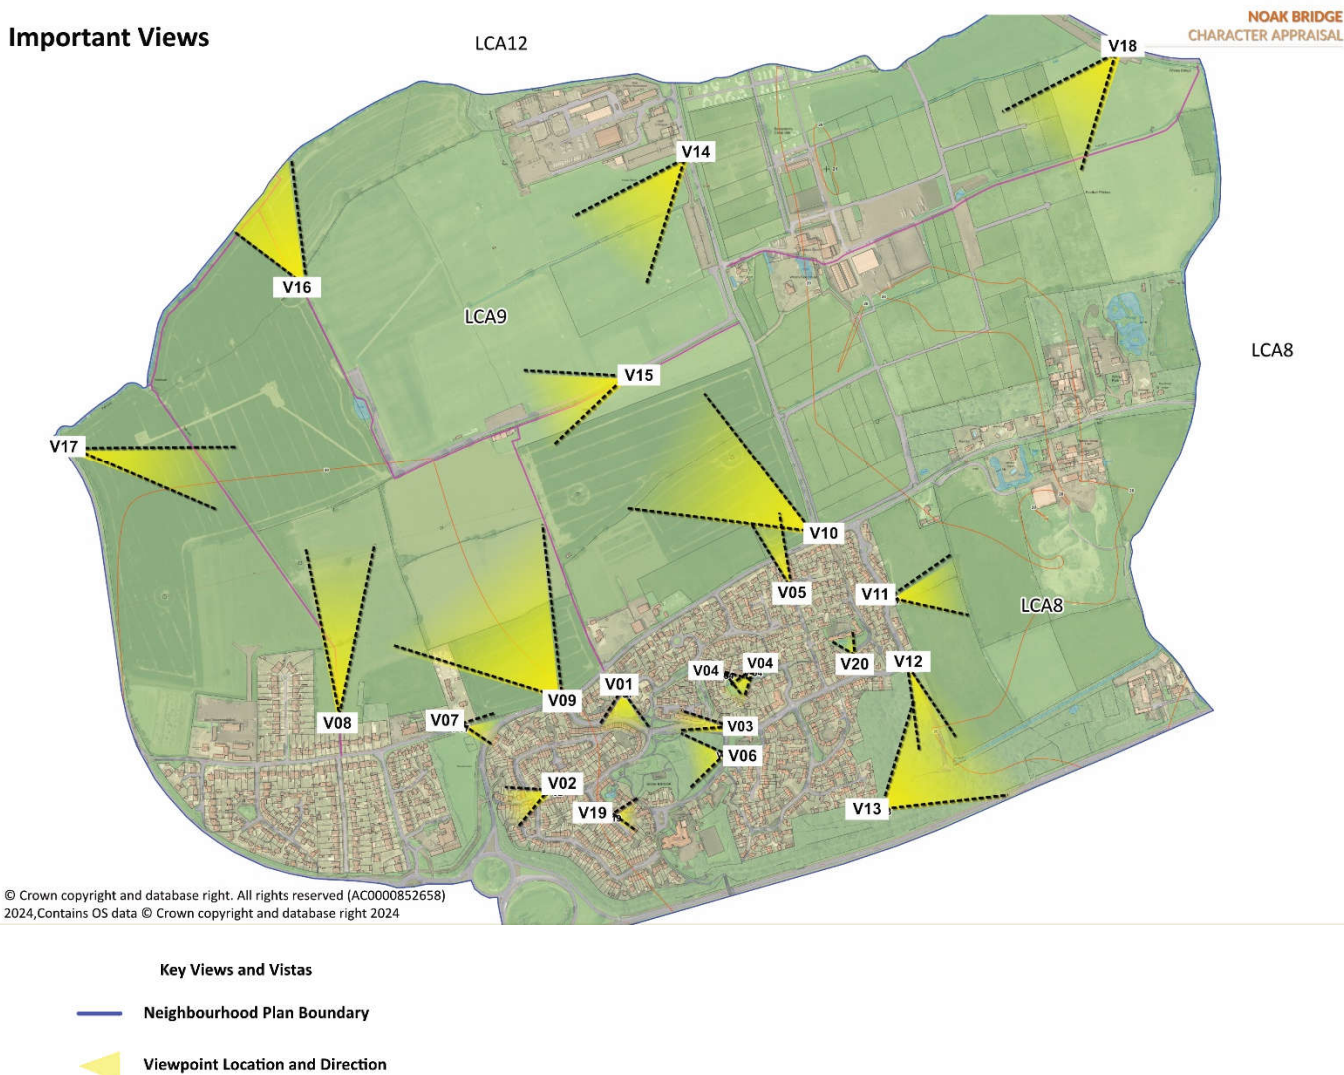 Important Views
NOAK BRIDGE
CHARACTER APPRAISAL
LCA12
V18
V14
V16
LCA9
LCA8
V15
V17
V10
V05
V11
LCA8
V04
V04
V20
V12
V01
V09
V08
V07
V03
V06
V02
V19
V13
© Crown copyright and database right. All rights reserved (AC0000852658)
2024,Contains OS data © Crown copyright and database right 2024
Key Views and Vistas
Neighbourhood Plan Boundary
Viewpoint Location and Direction